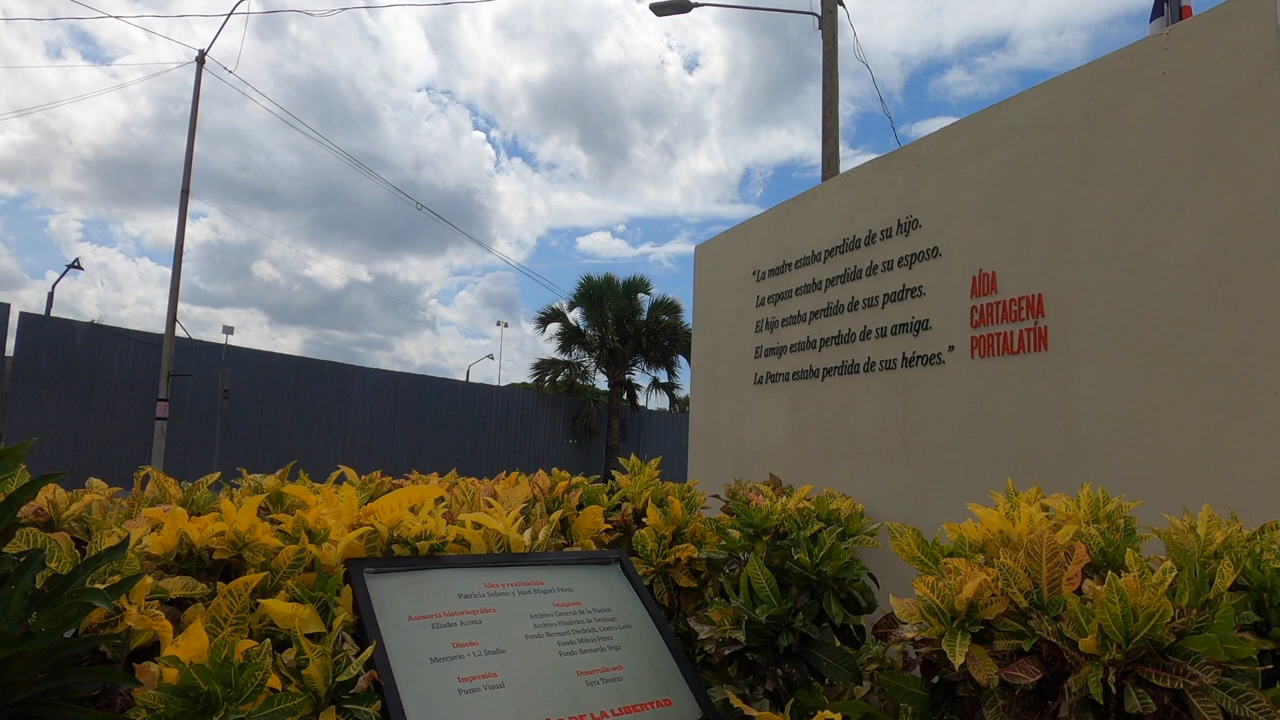 “La madre estaba perdida de su hijo.
La esposa estaba perdida de su esposo.
El hijo estaba perdido de sus padres.
El amigo estaba perdido de su amiga.
La Patria estaba perdida de sus héroes.”
AÍDA
CARTAGENA
PORTALATÍN
Idea y realización
Patricia Solano y Juan Miguel Pérez
Asesoría historiográfica
Eliades Acosta
Diseño
Mercurio + 1.2 Studio
Impresión
Punto Visual
Imágenes
Archivo General de la Nación
Archivo Histórico de Santiago
Fondo Bernard Diedrich, Centro León
Fondo Milvio Pérez
Fondo Bernardo Vega
Desarrollo web
Syra Taveras
DE LA LIBERTAD